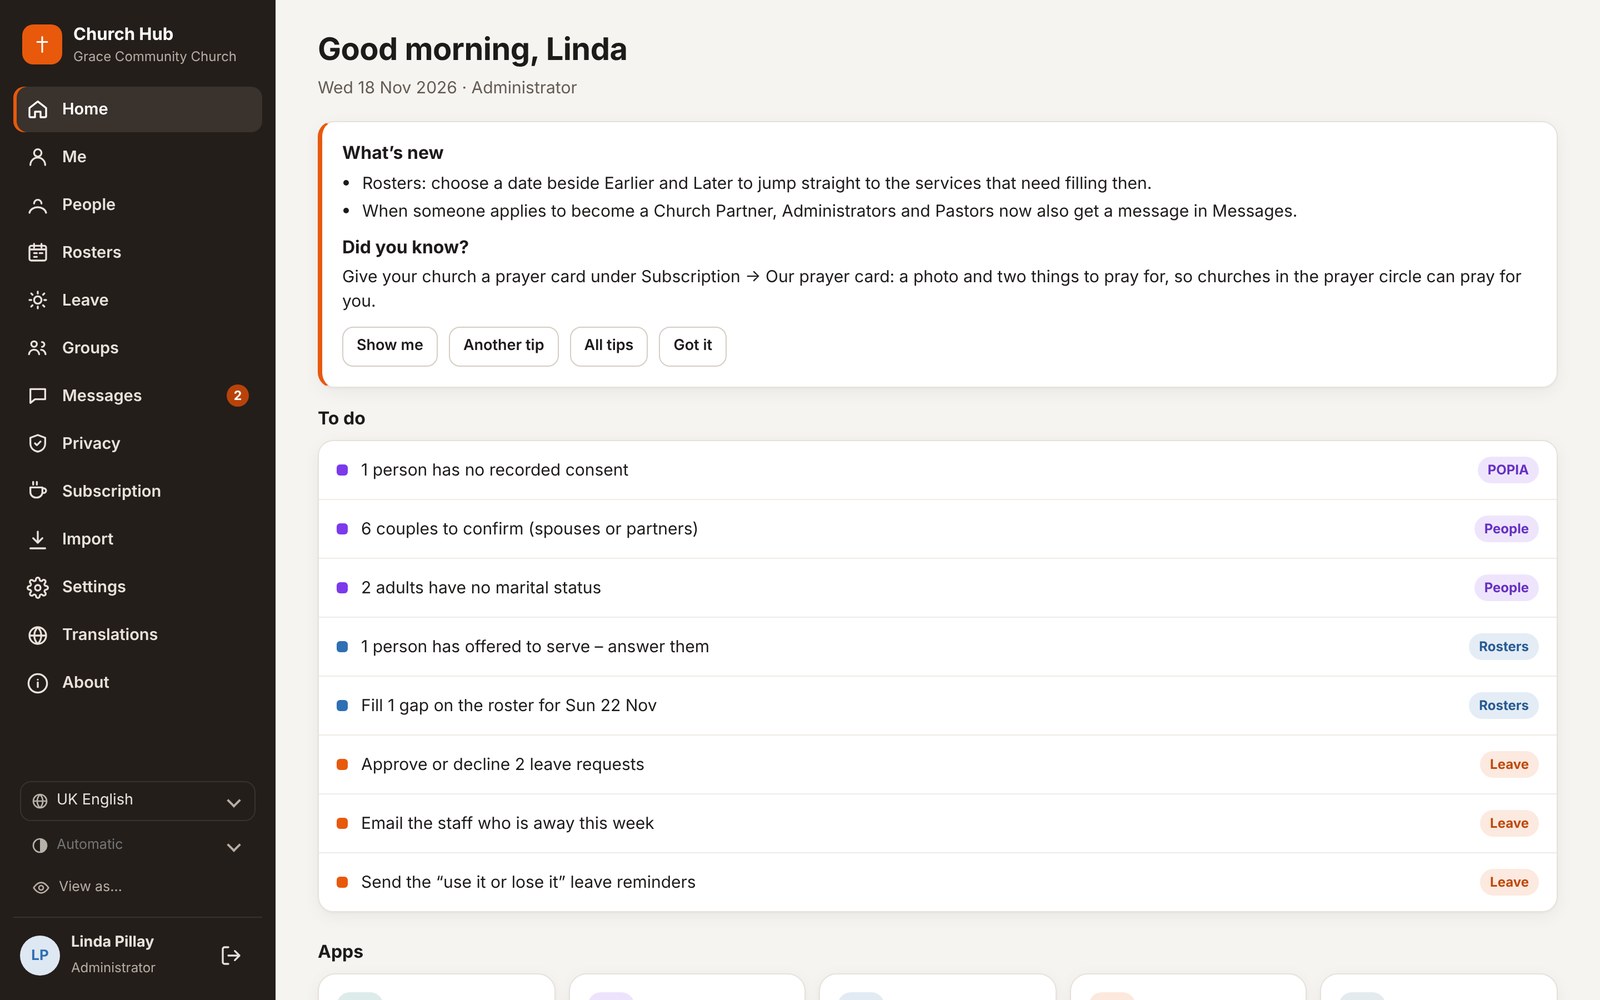 Church Hub
Grace Community Church
Home
Me
People
Rosters
Leave
Groups
Messages 2
Privacy
Subscription
Import
Settings
Translations
About
UK English
Automatic
View as...
LP
Linda Pillay
Administrator
Good morning, Linda
Wed 18 Nov 2026 · Administrator
What’s new
• Rosters: choose a date beside Earlier and Later to jump straight to the services that need filling then.
• When someone applies to become a Church Partner, Administrators and Pastors now also get a message in Messages.
Did you know?
Give your church a prayer card under Subscription → Our prayer card: a photo and two things to pray for, so churches in the prayer circle can pray for
you.
Show me Another tip All tips Got it
To do
1 person has no recorded consent POPIA
6 couples to confirm (spouses or partners) People
2 adults have no marital status People
1 person has offered to serve – answer them Rosters
Fill 1 gap on the roster for Sun 22 Nov Rosters
Approve or decline 2 leave requests Leave
Email the staff who is away this week Leave
Send the “use it or lose it” leave reminders Leave
Apps